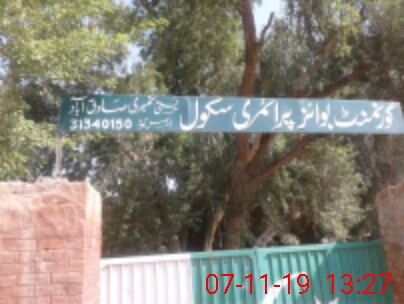 گورنمنٹ بوائز پرائمری سکول
بستی صادق آباد
31340150
07-11-19 13:27